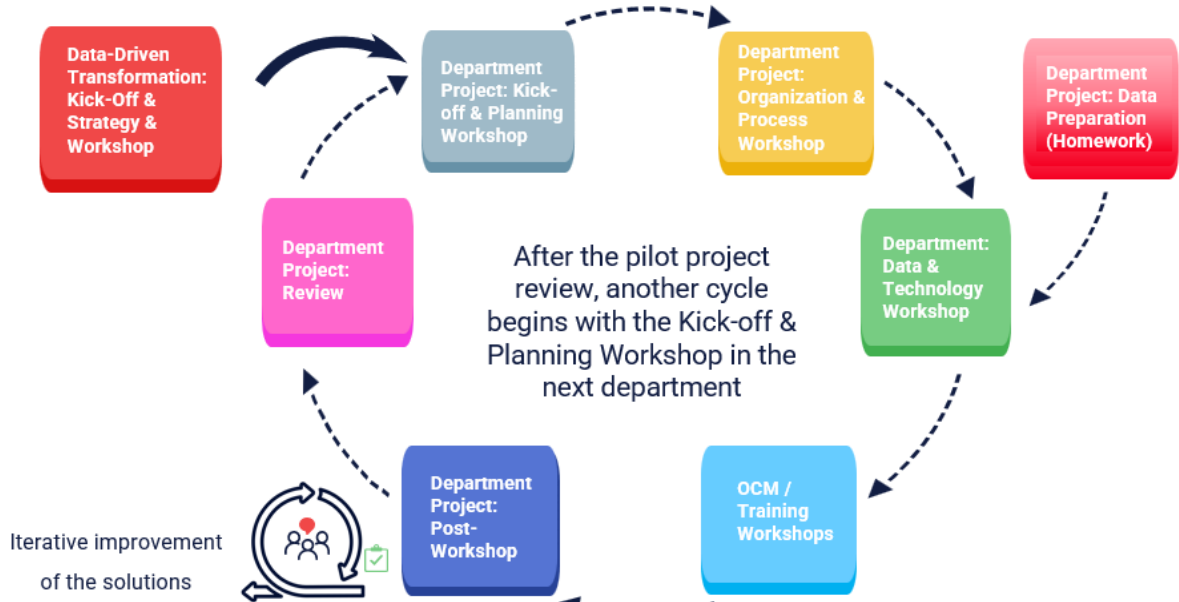 Data-Driven
Transformation:
Kick-Off &
Strategy &
Workshop
Department
Project: Kick-
off & Planning
Workshop
Department
Project:
Organization &
Process
Workshop
Department
Project: Data
Preparation
(Homework)
Department:
Data &
Technology
Workshop
Department
Project:
Review
After the pilot project
review, another cycle
begins with the Kick-off &
Planning Workshop in the
next department
OCM /
Training
Workshops
Department
Project:
Post-
Workshop
Iterative improvement
of the solutions